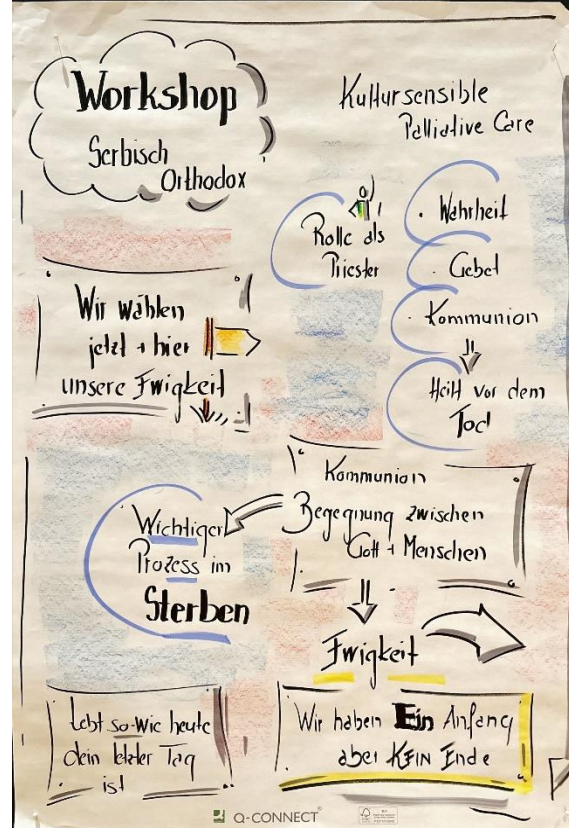 Workshop
Serbisch
Orthodox
Kultursensible
Palliative Care
Rolle als
Priester
· Wahrheit
· Gebet
· Kommunion
Heilt vor dem
Tod
Wir wählen
jetzt + hier
unsere Ewigkeit
Kommunion
Begegnung zwischen
Gott + Menschen
Wichtiger
Prozess im
Sterben
Ewigkeit
Lebt so wie heute
dein letzter Tag
ist
Wir haben Ein Anfang
aber KEIN Ende
Q-CONNECT